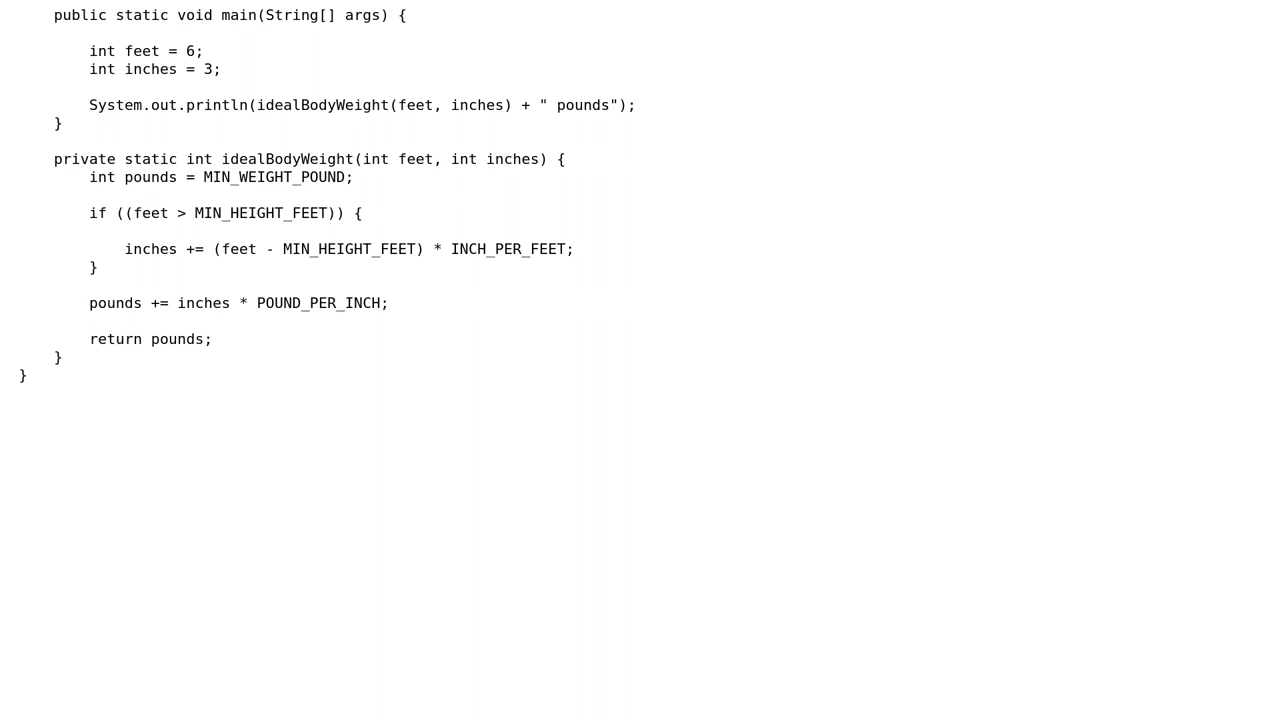 public static void main(String[] args) {
int feet = 6;
int inches = 3;
System.out.println(idealBodyWeight(feet, inches) + " pounds");
}
private static int idealBodyWeight(int feet, int inches) {
int pounds = MIN_WEIGHT_POUND;
if ((feet > MIN_HEIGHT_FEET)) {
inches += (feet - MIN_HEIGHT_FEET) * INCH_PER_FEET;
}
pounds += inches * POUND_PER_INCH;
return pounds;
}
}